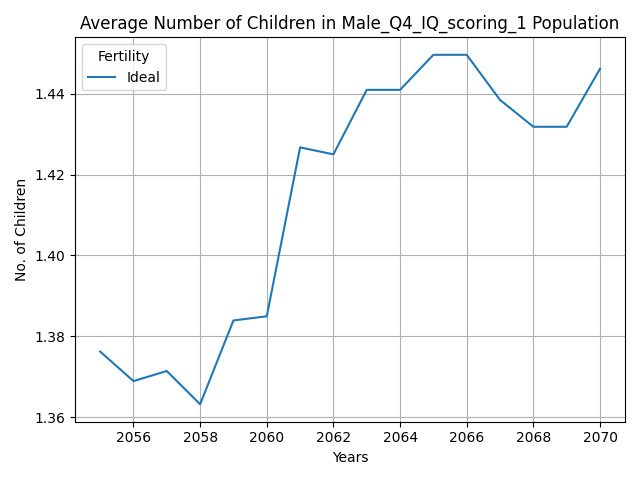 Average Number of Children in Male_Q4_IQ_scoring_1 Population
Fertility
Ideal
No. of Children
1.44
1.42
1.40
1.38
1.36
2056 2058 2060 2062 2064 2066 2068 2070
Years